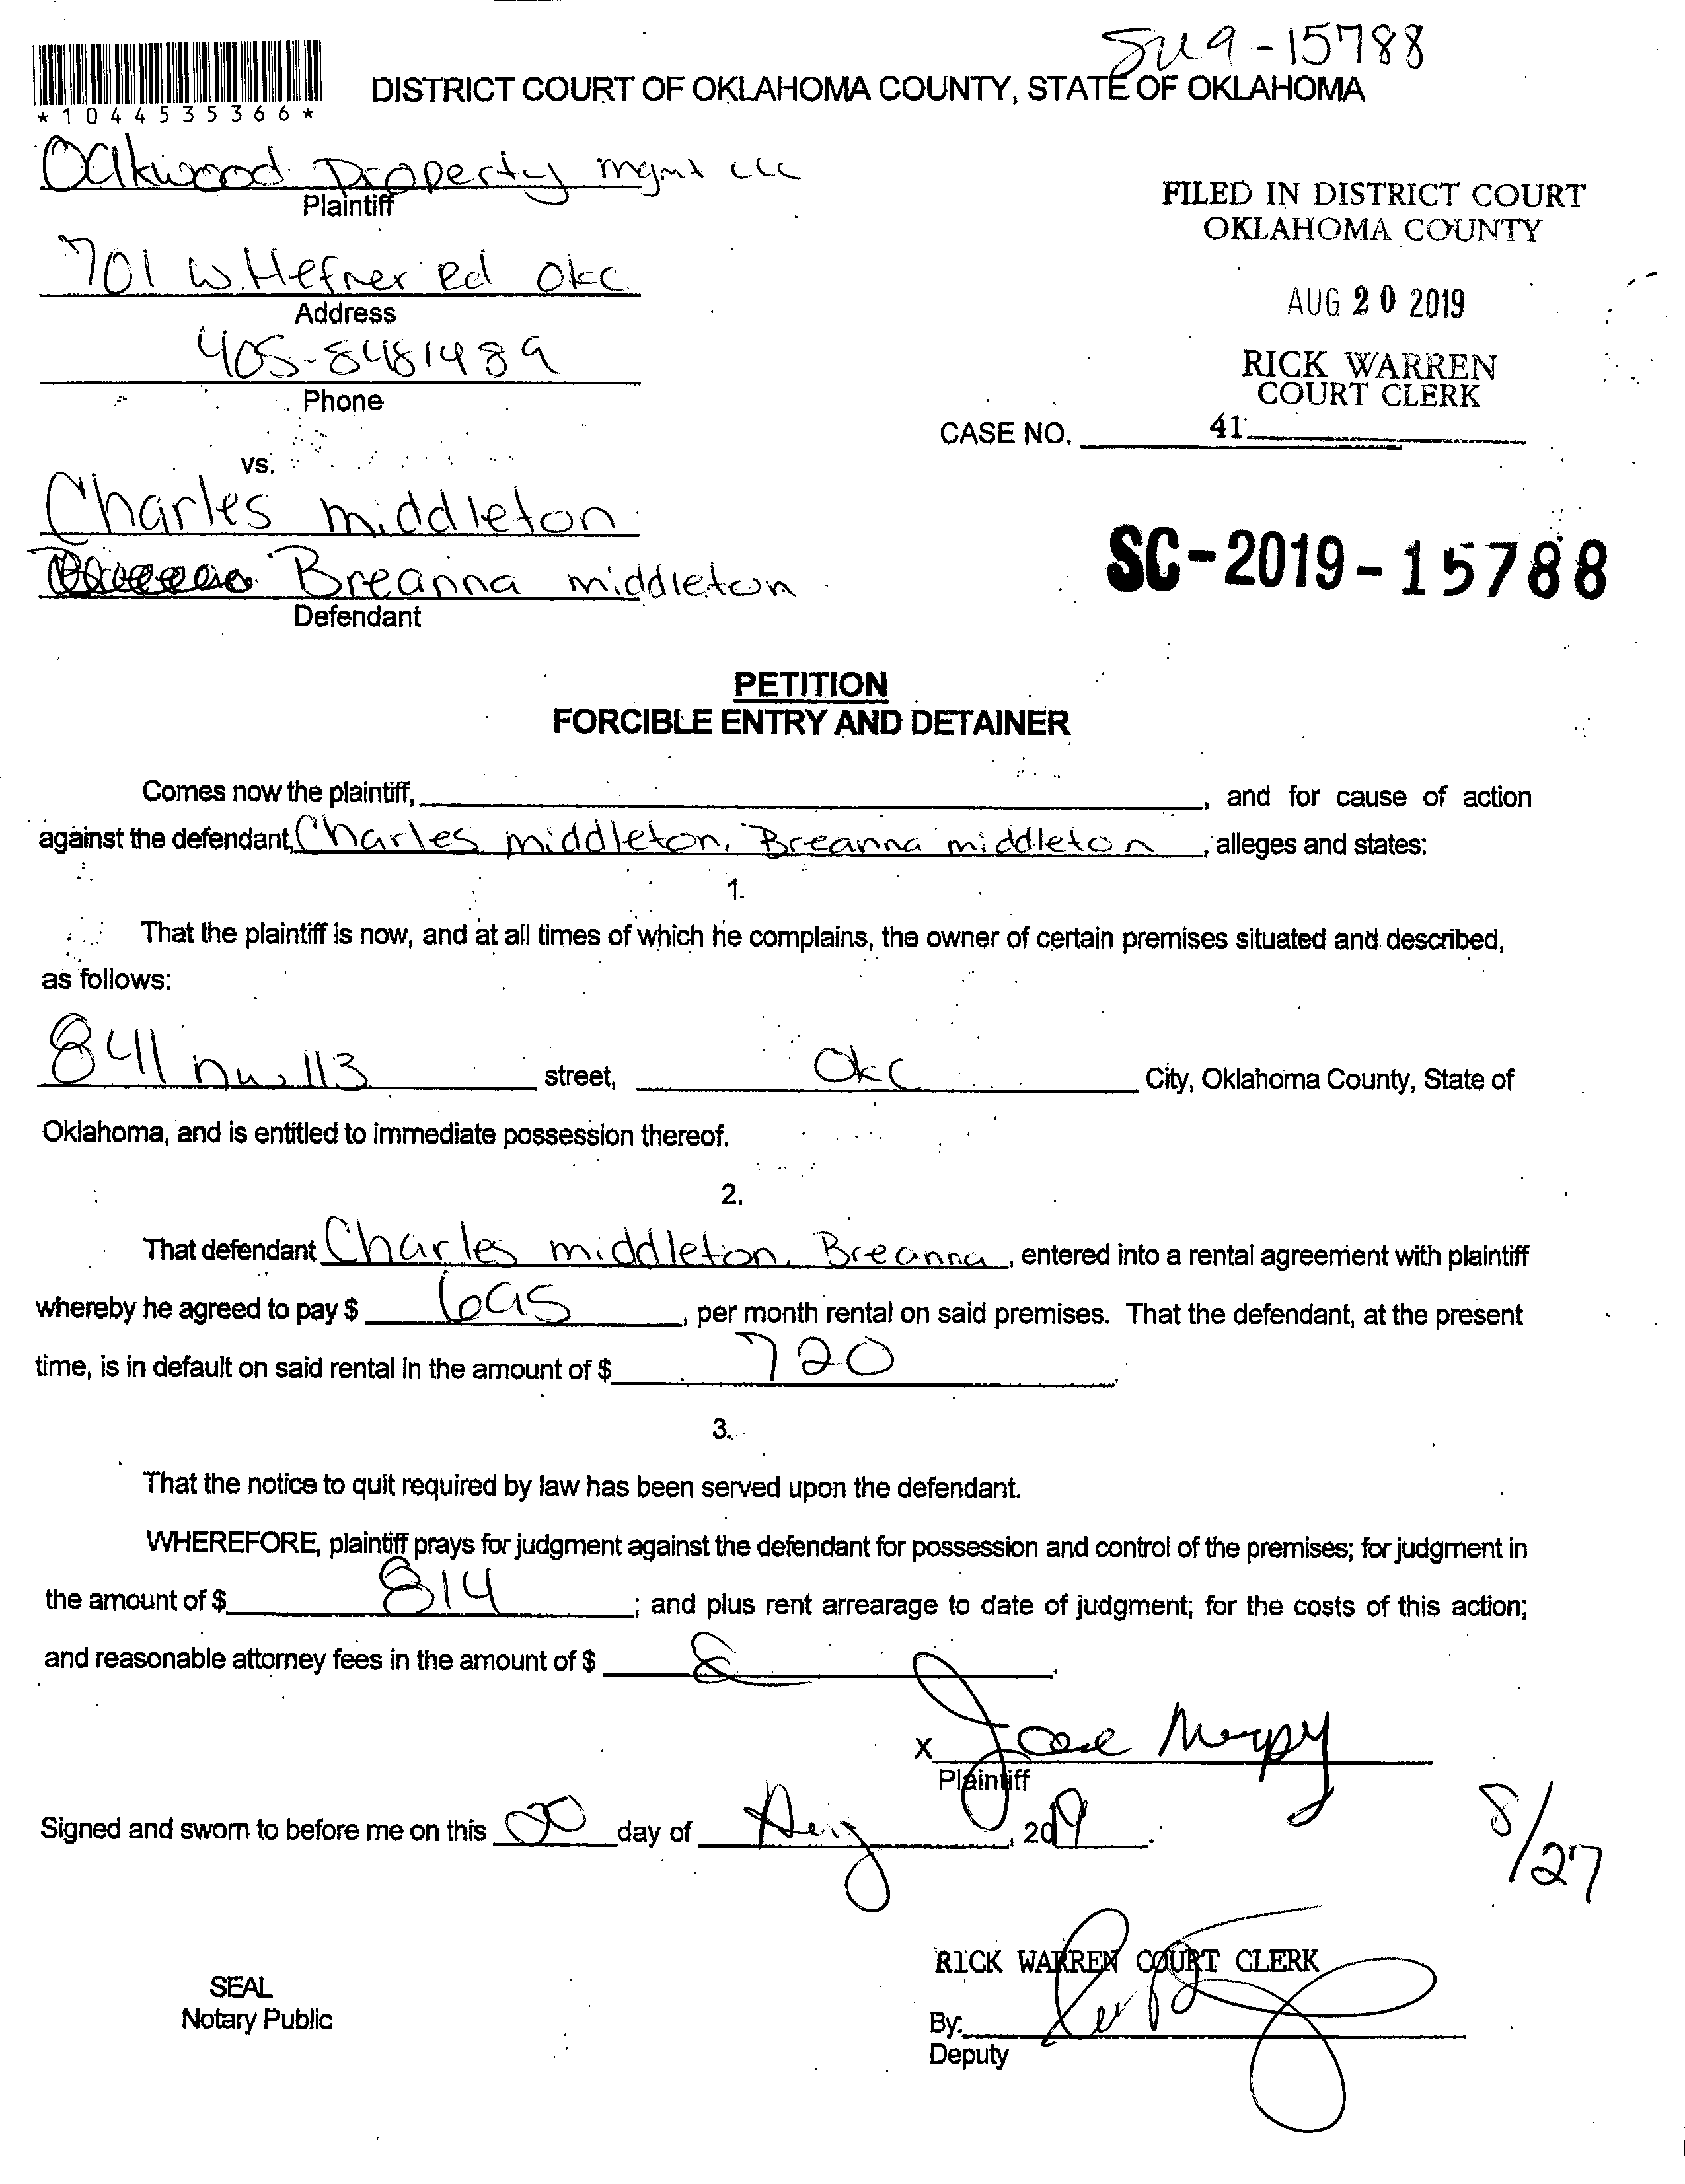 DISTRICT COURT OF OKLAHOMA COUNTY, STATE OF OKLAHOMA
*1044535366*
Oakwood Property mgmt LLC
Plaintiff
FILED IN DISTRICT COURT
OKLAHOMA COUNTY
701 W. Hefner Rd OKC
Address
AUG 20 2019
405-8481489
Phone
RICK WARREN
COURT CLERK
CASE NO. 41
vs.
Charles middleton
Breanna middleton
Defendant
SC-2019-15788
PETITION
FORCIBLE ENTRY AND DETAINER
Comes now the plaintiff, , and for cause of action
against the defendant, Charles middleton, Breanna middleton, alleges and states:
1.
That the plaintiff is now, and at all times of which he complains, the owner of certain premises situated and described,
as follows:
841 nw 113 street, OKC City, Oklahoma County, State of
Oklahoma, and is entitled to immediate possession thereof.
2.
That defendant Charles middleton, Breanna, entered into a rental agreement with plaintiff
whereby he agreed to pay $ 695, per month rental on said premises. That the defendant, at the present
time, is in default on said rental in the amount of $ 720.
3.
That the notice to quit required by law has been served upon the defendant.
WHEREFORE, plaintiff prays for judgment against the defendant for possession and control of the premises; for judgment in
the amount of $ 814; and plus rent arrearage to date of judgment; for the costs of this action;
and reasonable attorney fees in the amount of $
X
Plaintiff
Signed and sworn to before me on this 20 day of Aug, 2019.
8/27
RICK WARREN COURT CLERK
SEAL
Notary Public
By:
Deputy